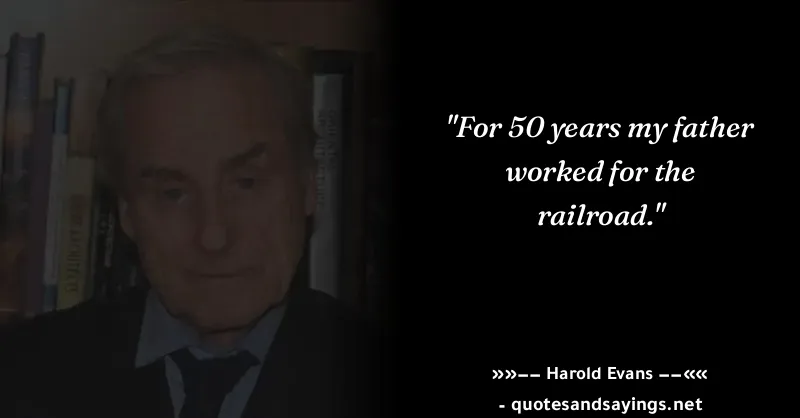 "For 50 years my father
worked for the
railroad."
»»–– Harold Evans ––««
- quotesandsayings.net